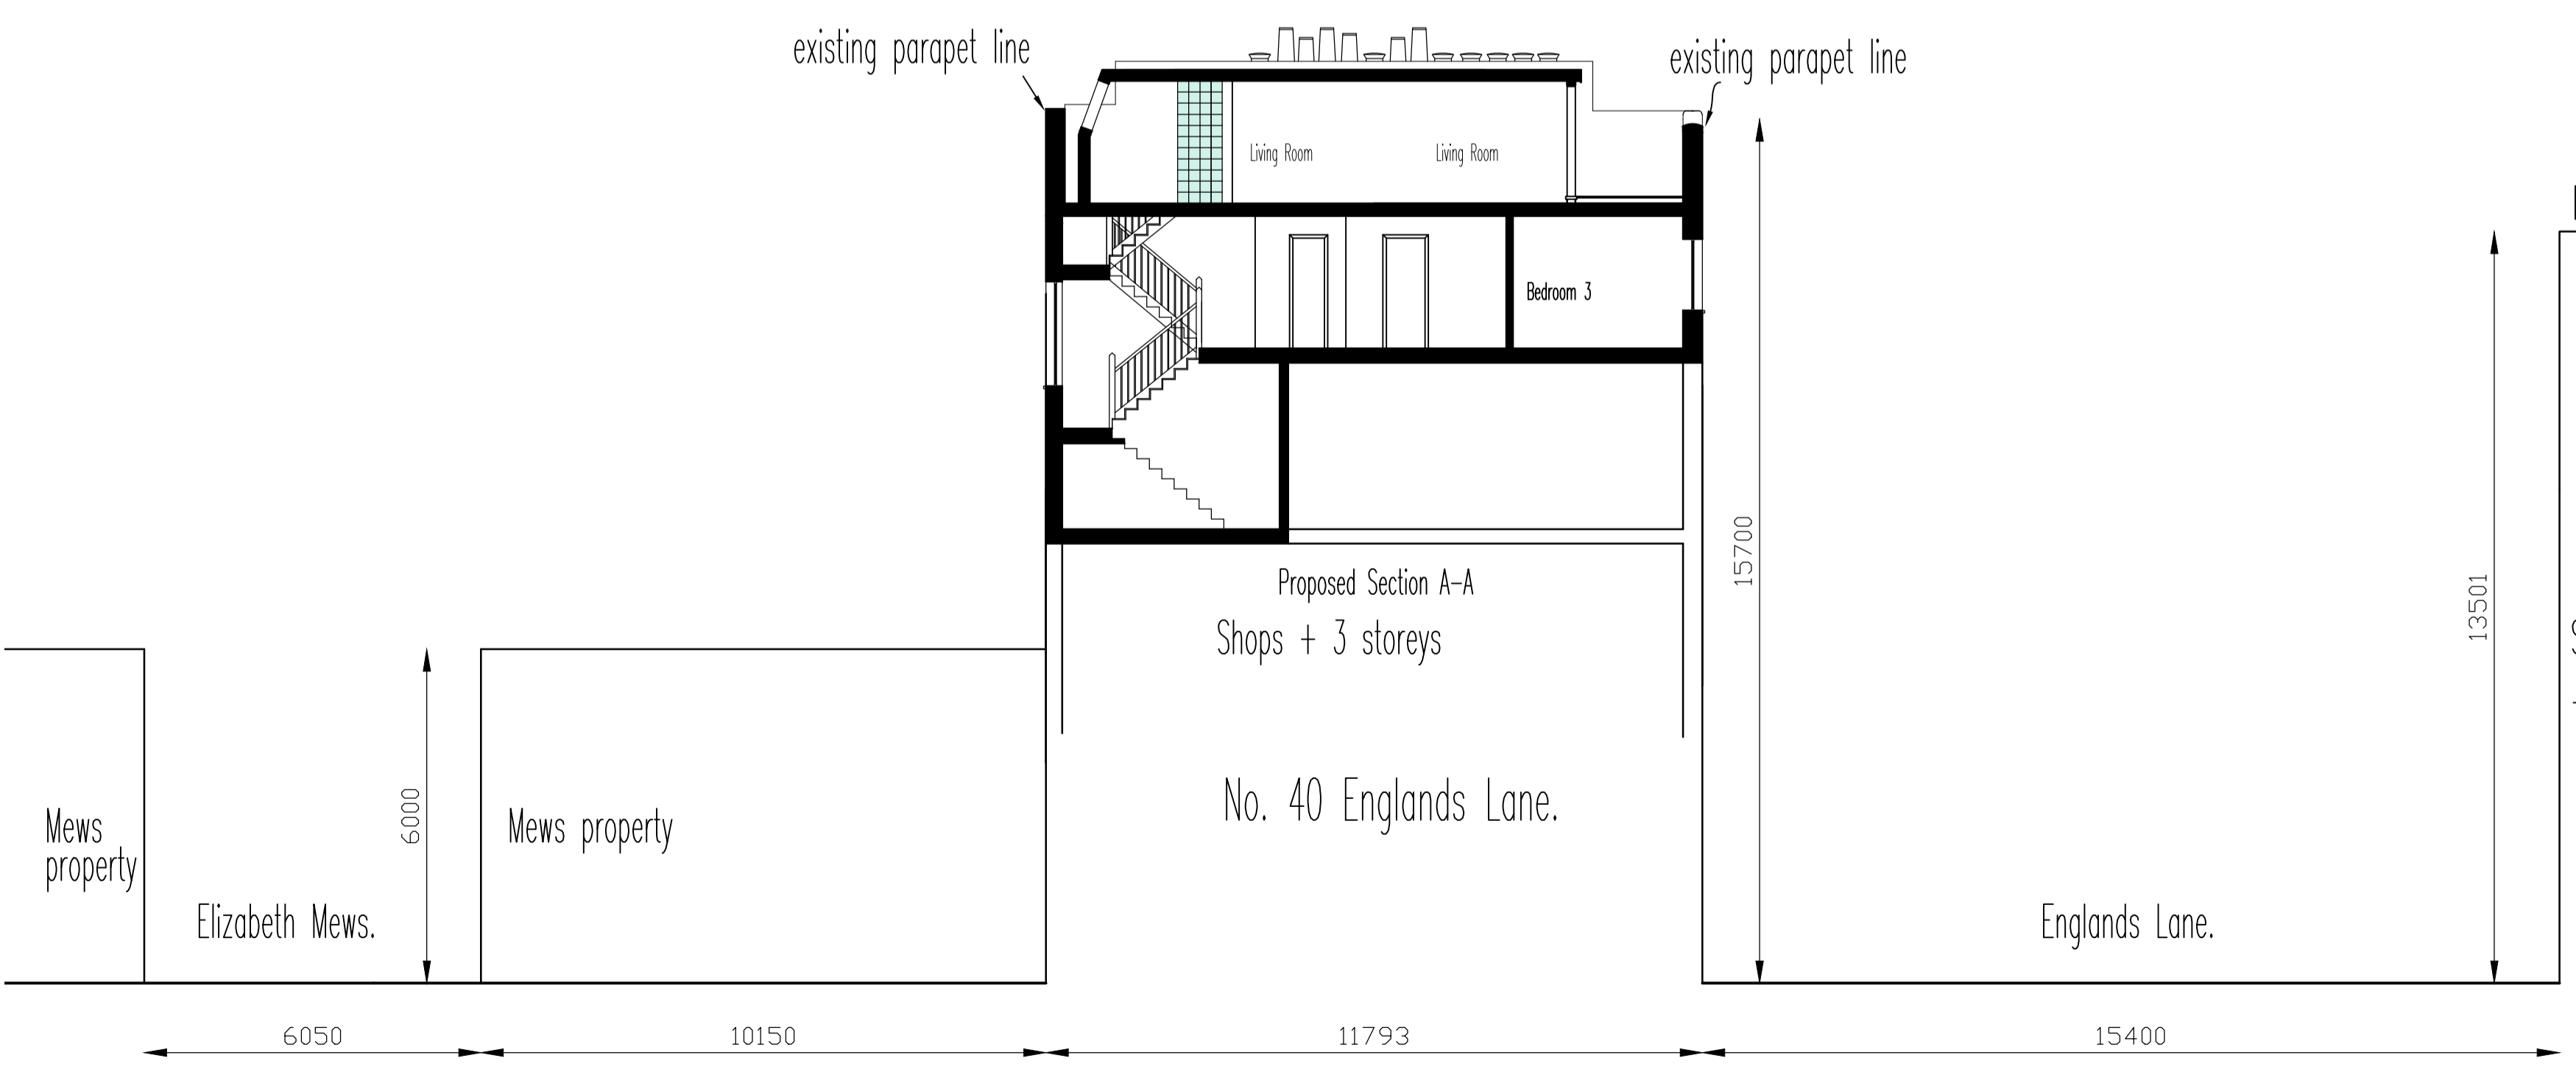 existing parapet line
existing parapet line
Living Room
Living Room
Bedroom 3
15700
13501
Proposed Section A-A
Shops + 3 storeys
6000
No. 40 Englands Lane.
Mews
property
Mews property
Elizabeth Mews.
Englands Lane.
6050
10150
11793
15400